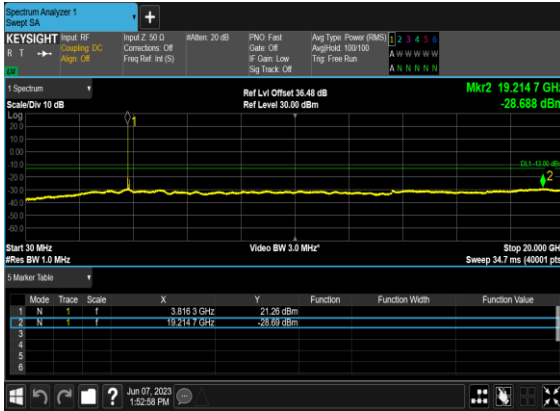 Spectrum Analyzer 1
Swept SA
+
KEYSIGHT
R T
Input: RF
Coupling: DC
Align: Off
Input Z: 50 Ω
Corrections: Off
Freq Ref: Int (S)
#Atten: 20 dB
PNO: Fast
Gate: Off
IF Gain: Low
Sig Track: Off
Avg Type: Power (RMS)
Avg|Hold: 100/100
Trig: Free Run
1 2 3 4 5 6
A W W W W W
A N N N N N
1 Spectrum
Scale/Div 10 dB
Ref Lvl Offset 36.48 dB
Ref Level 30.00 dBm
Mkr2 19.214 7 GHz
-28.688 dBm
Log
20.0
10.0
0.00
-10.0
-20.0
-30.0
-40.0
-50.0
-60.0
1
DL1 -13.00 dBm
2
Start 30 MHz
#Res BW 1.0 MHz
Video BW 3.0 MHz*
Stop 20.000 GH
Sweep 34.7 ms (40001 pts
5 Marker Table
Mode Trace Scale X Y Function Function Width Function Value
1 N 1 f 3.816 3 GHz 21.26 dBm
2 N 1 f 19.214 7 GHz -28.69 dBm
3
4
5
6
?
Jun 07, 2023
1:52:58 PM